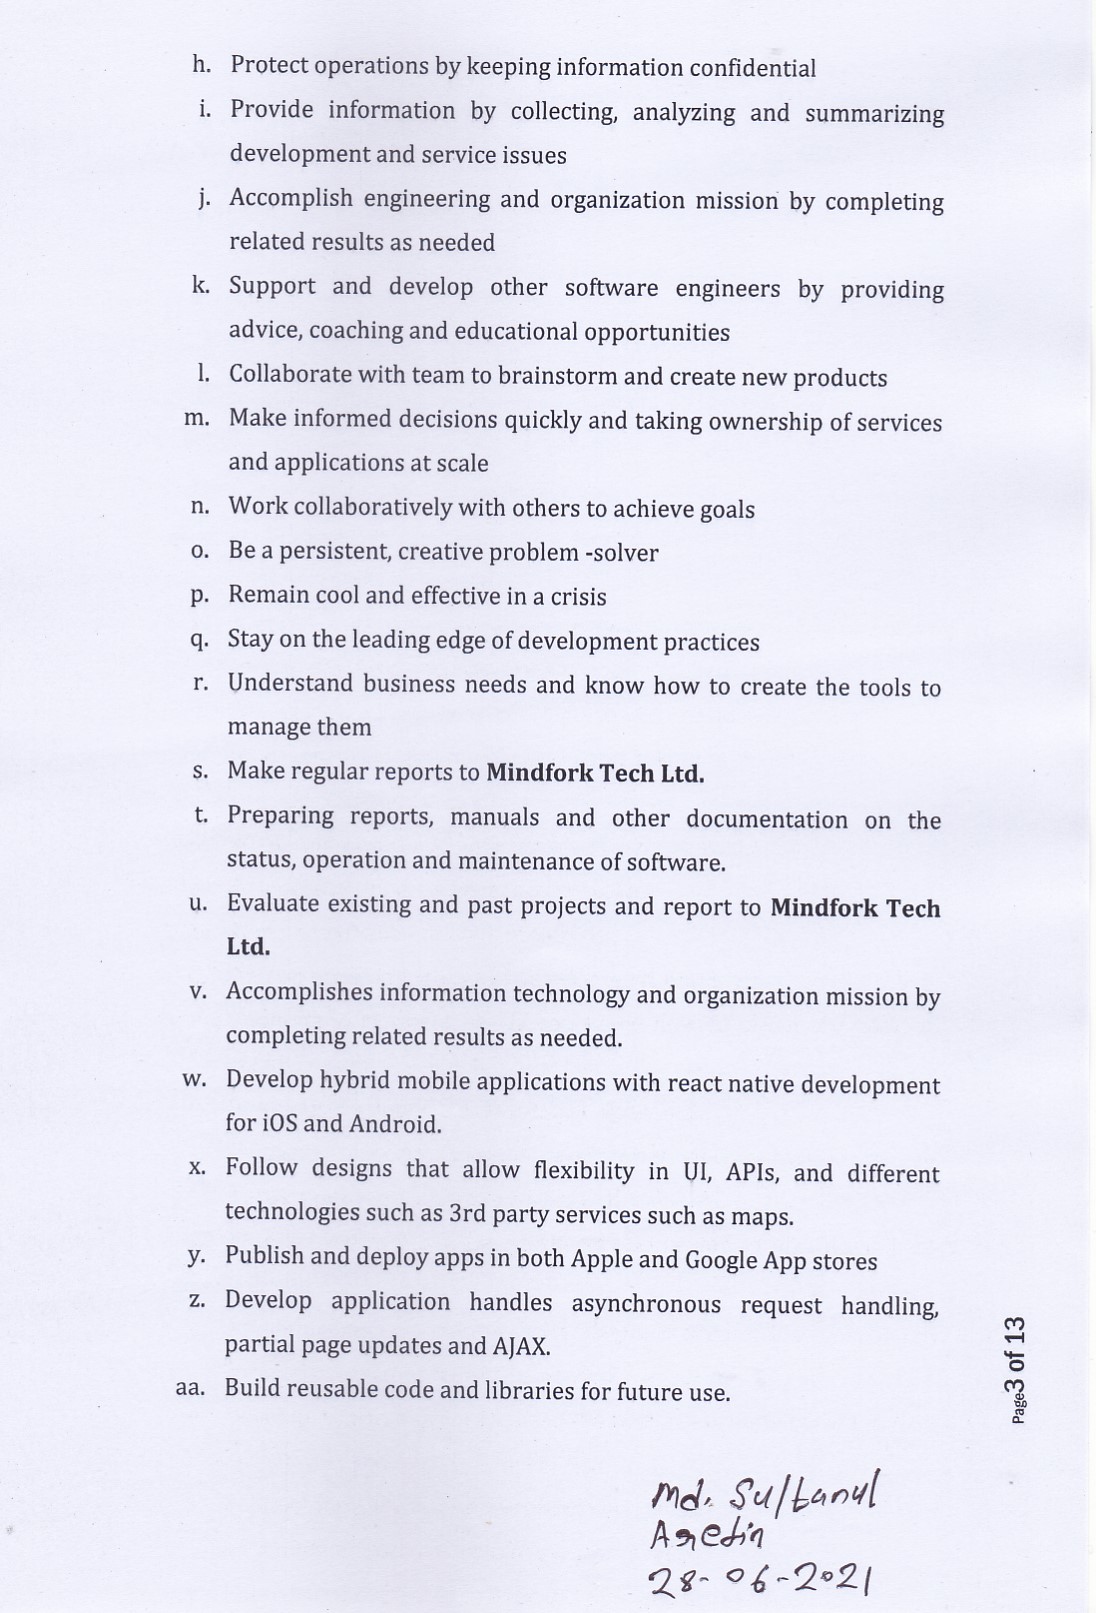 h. Protect operations by keeping information confidential
i. Provide information by collecting, analyzing and summarizing
development and service issues
j. Accomplish engineering and organization mission by completing
related results as needed
k. Support and develop other software engineers by providing
advice, coaching and educational opportunities
l. Collaborate with team to brainstorm and create new products
m. Make informed decisions quickly and taking ownership of services
and applications at scale
n. Work collaboratively with others to achieve goals
o. Be a persistent, creative problem -solver
p. Remain cool and effective in a crisis
q. Stay on the leading edge of development practices
r. Understand business needs and know how to create the tools to
manage them
s. Make regular reports to Mindfork Tech Ltd.
t. Preparing reports, manuals and other documentation on the
status, operation and maintenance of software.
u. Evaluate existing and past projects and report to Mindfork Tech
Ltd.
v. Accomplishes information technology and organization mission by
completing related results as needed.
w. Develop hybrid mobile applications with react native development
for iOS and Android.
x. Follow designs that allow flexibility in UI, APIs, and different
technologies such as 3rd party services such as maps.
y. Publish and deploy apps in both Apple and Google App stores
z. Develop application handles asynchronous request handling,
partial page updates and AJAX.
aa. Build reusable code and libraries for future use.
Page3 of 13
Md. Sultanul
28-06-2021